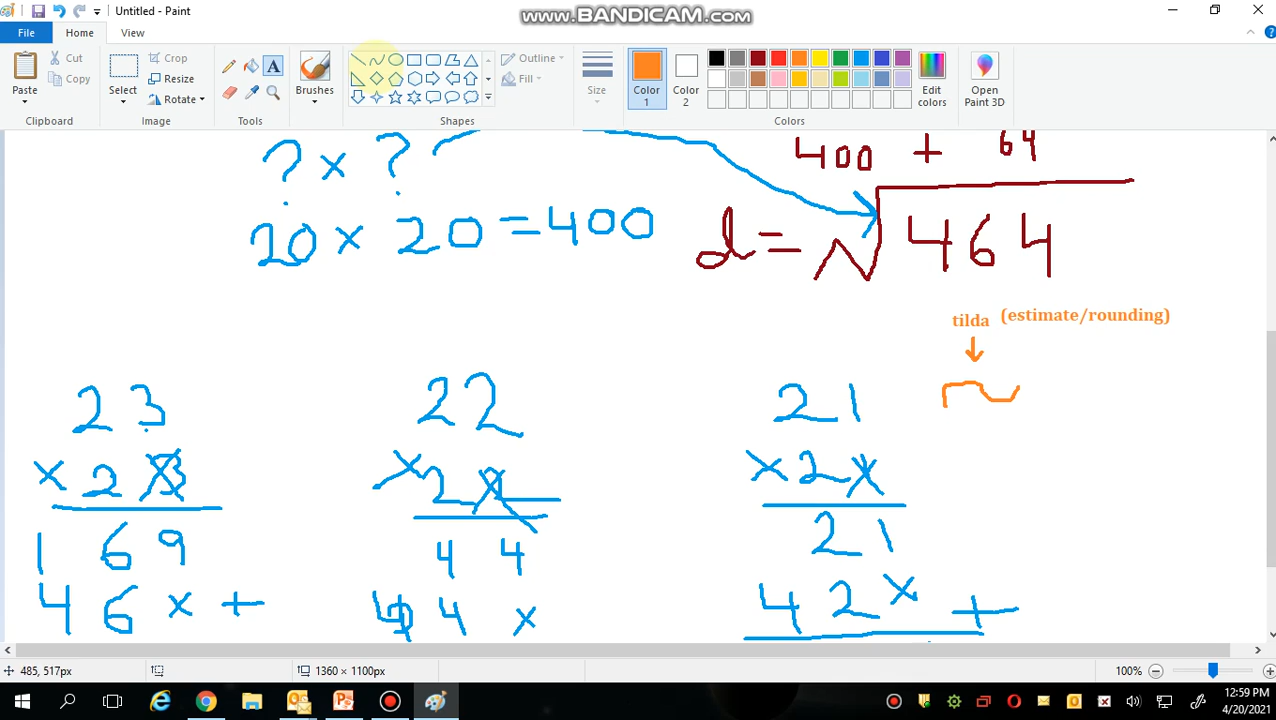 Untitled - Paint
www.BANDICAM.com
File Home View
Paste
Cut
Copy
Clipboard
Select
Crop
Resize
Rotate
Image
A
Tools
Brushes
Outline
Fill
Shapes
Size
Color 1
Color 2
Edit colors
Colors
Open Paint 3D
? × ?
20 × 20 = 400
400 + 64
d = √464
tilda (estimate/rounding)
23
× 23
169
46 × +
22
× 22
44
4 ×
21
× 2
21
42 × +
485, 517px
1360 × 1100px
100%
12:59 PM
4/20/2021